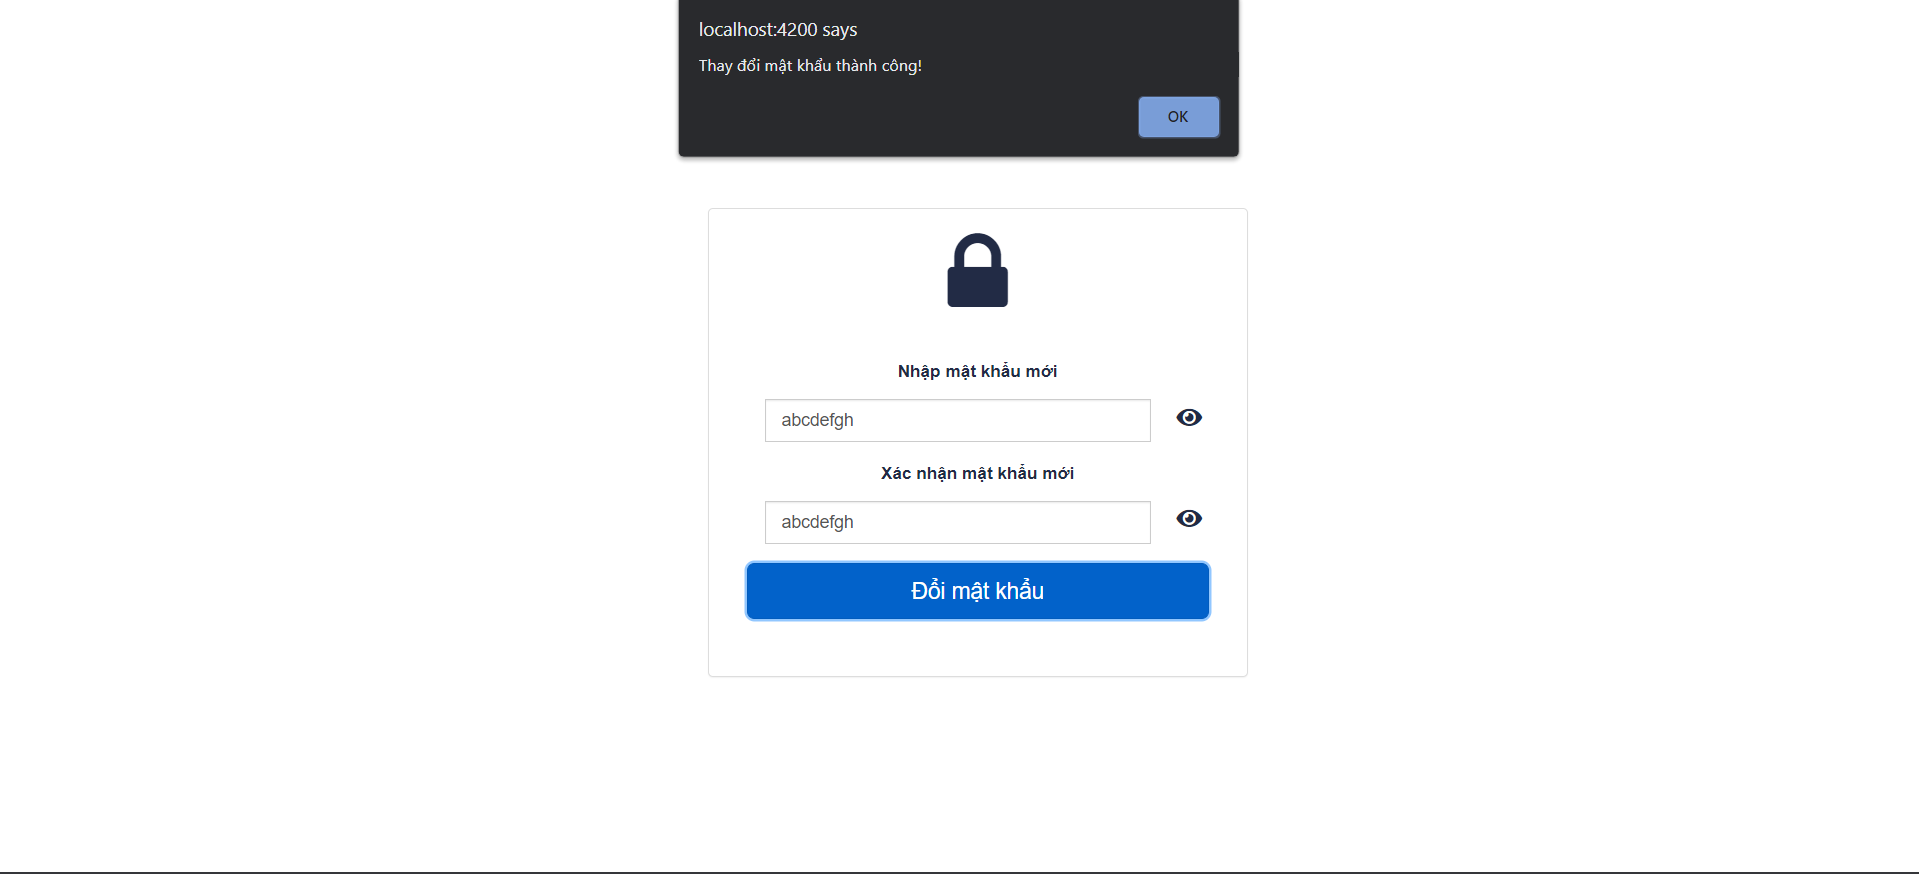 localhost:4200 says
Thay đổi mật khẩu thành công!
OK
Nhập mật khẩu mới
abcdefgh
Xác nhận mật khẩu mới
abcdefgh
Đổi mật khẩu